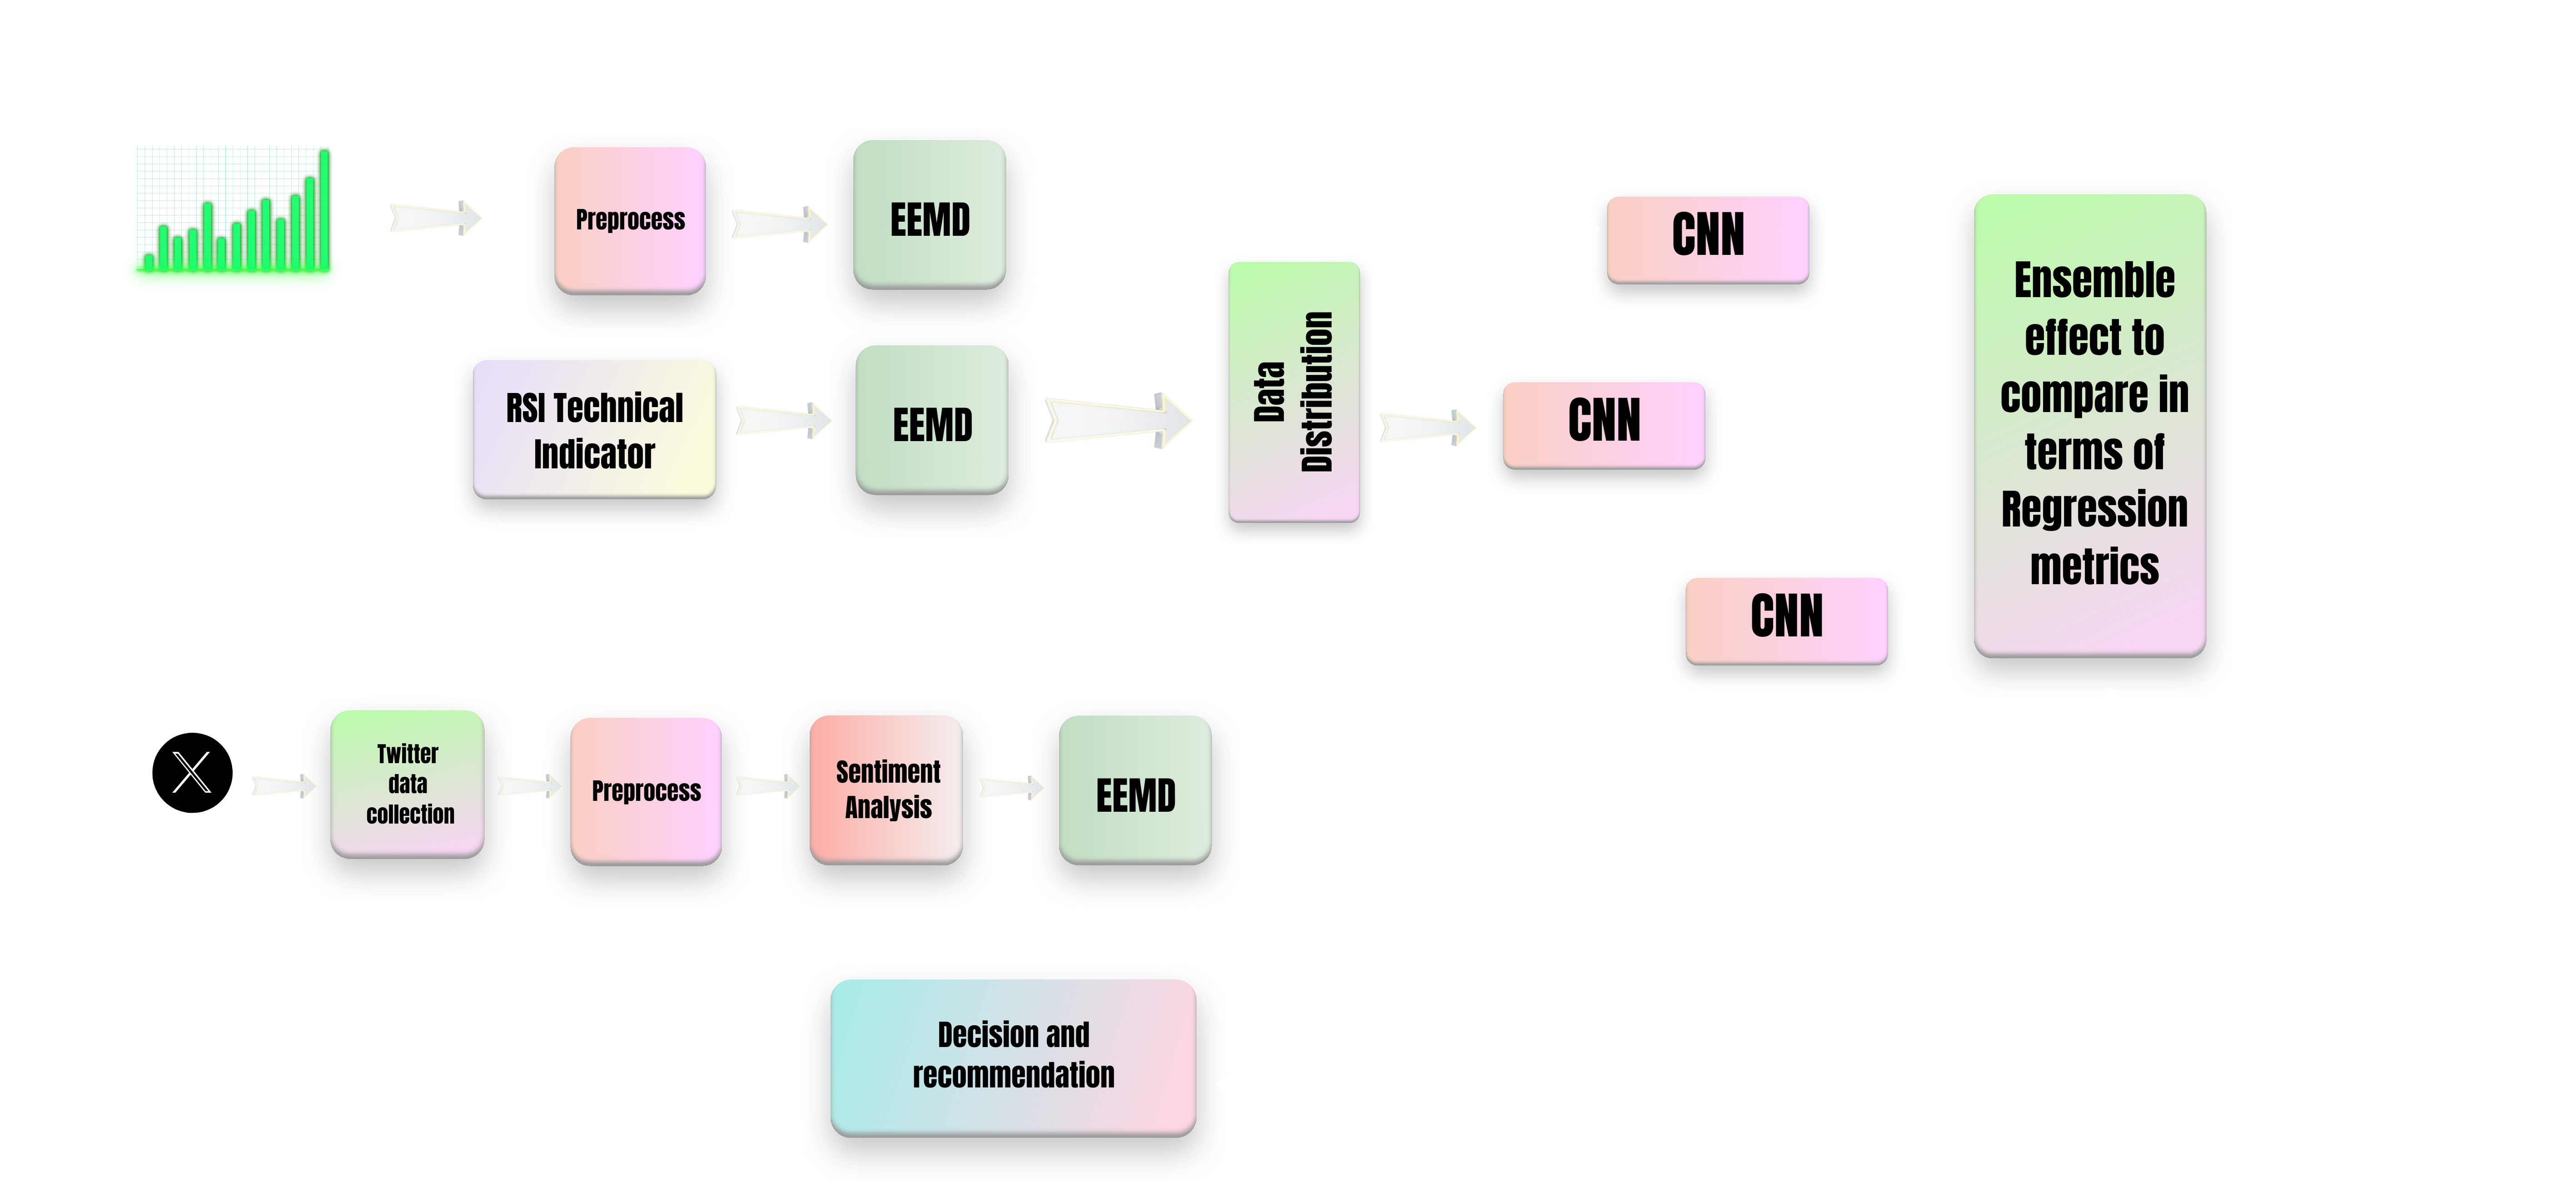 Preprocess
EEMD
RSI Technical
Indicator
EEMD
Data
Distribution
CNN
CNN
CNN
Ensemble
effect to
compare in
terms of
Regression
metrics
Twitter
data
collection
Preprocess
Sentiment
Analysis
EEMD
Decision and
recommendation